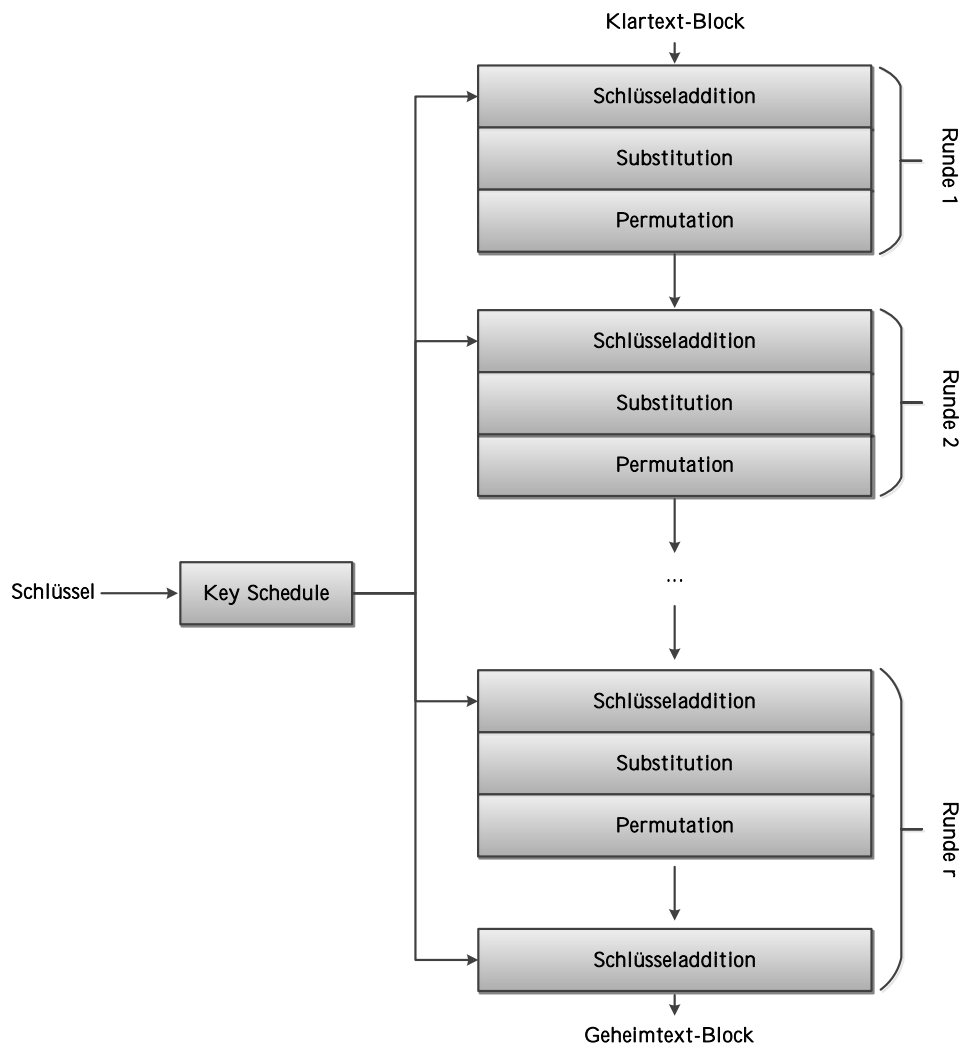 Klartext-Block
Schlüsseladdition
Substitution
Permutation
Runde 1
Schlüsseladdition
Substitution
Permutation
Runde 2
...
Schlüssel
Key Schedule
Schlüsseladdition
Substitution
Permutation
Runde r
Schlüsseladdition
Geheimtext-Block